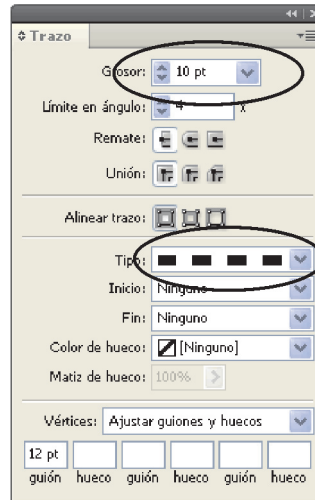 Trazo
Grosor: 10 pt
Límite en ángulo: 4 x
Remate:
Unión:
Alinear trazo:
Tipo:
Inicio: Ninguno
Fin: Ninguno
Color de hueco: [Ninguno]
Matiz de hueco: 100%
Vértices: Ajustar guiones y huecos
12 pt
guión hueco guión hueco guión hueco